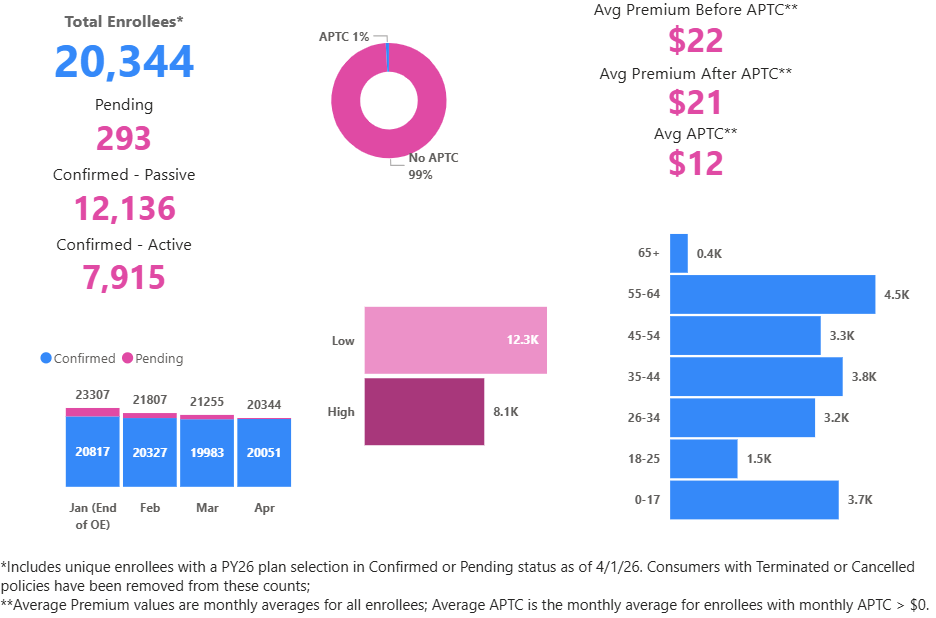 Total Enrollees*
20,344
Pending
293
Confirmed - Passive
12,136
Confirmed - Active
7,915
APTC 1%
No APTC
99%
Avg Premium Before APTC**
$22
Avg Premium After APTC**
$21
Avg APTC**
$12
Confirmed Pending
23307
21807
21255
20344
20817
20327
19983
20051
Jan (End
of OE)
Feb
Mar
Apr
Low
12.3K
High
8.1K
65+
0.4K
55-64
4.5K
45-54
3.3K
35-44
3.8K
26-34
3.2K
18-25
1.5K
0-17
3.7K
*Includes unique enrollees with a PY26 plan selection in Confirmed or Pending status as of 4/1/26. Consumers with Terminated or Cancelled
policies have been removed from these counts;
**Average Premium values are monthly averages for all enrollees; Average APTC is the monthly average for enrollees with monthly APTC > $0.